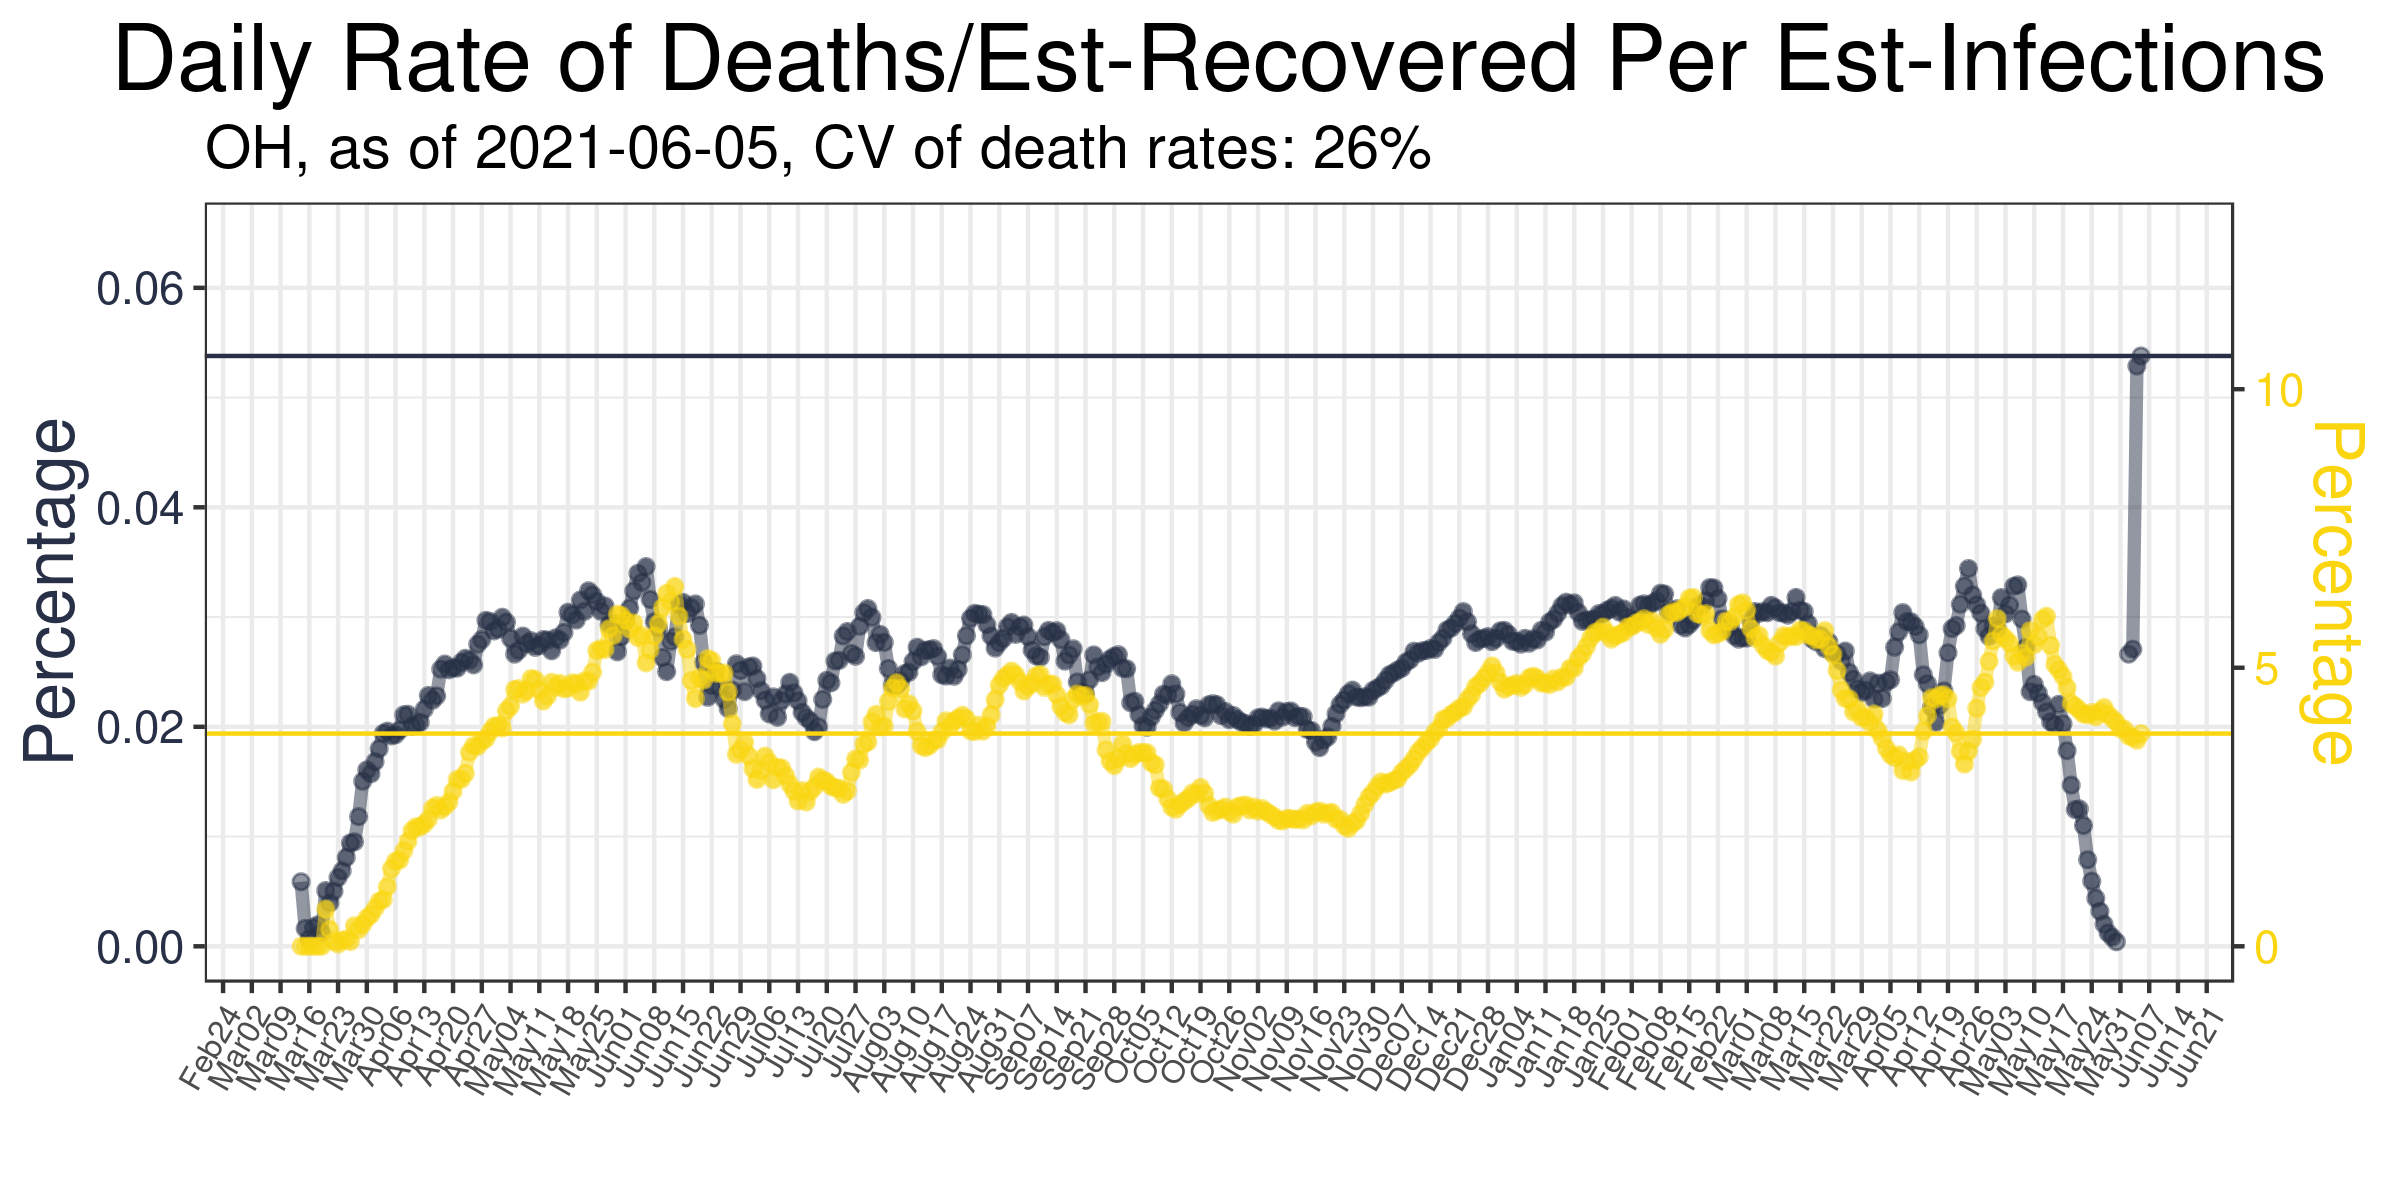 Daily Rate of Deaths/Est-Recovered Per Est-Infections
OH, as of 2021-06-05, CV of death rates: 26%
Percentage
0.06
0.04
0.02
0.00
10
5
0
Percentage
Feb24
Mar02
Mar09
Mar16
Mar23
Mar30
Apr06
Apr13
Apr20
Apr27
May04
May11
May18
May25
Jun01
Jun08
Jun15
Jun22
Jun29
Jul06
Jul13
Jul20
Jul27
Aug03
Aug10
Aug17
Aug24
Aug31
Sep07
Sep14
Sep21
Sep28
Oct05
Oct12
Oct19
Oct26
Nov02
Nov09
Nov16
Nov23
Nov30
Dec07
Dec14
Dec21
Dec28
Jan04
Jan11
Jan18
Jan25
Feb01
Feb08
Feb15
Feb22
Mar01
Mar08
Mar15
Mar22
Mar29
Apr05
Apr12
Apr19
Apr26
May03
May10
May17
May24
May31
Jun07
Jun14
Jun21